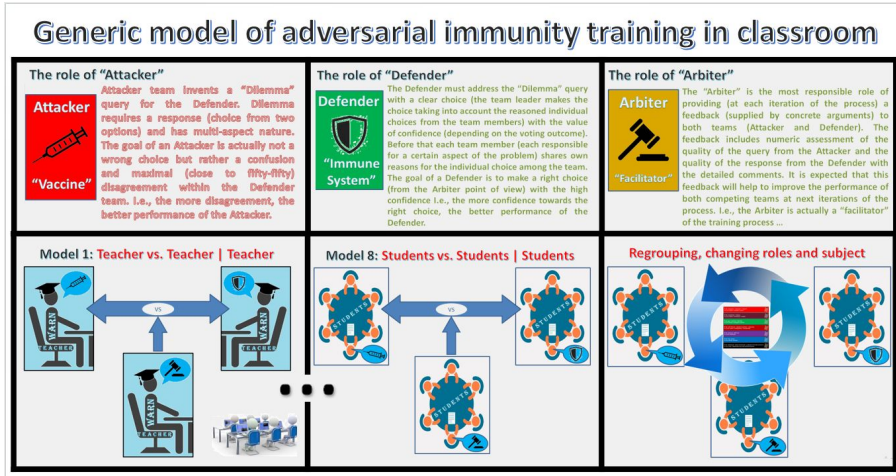 Generic model of adversarial immunity training in classroom
The role of “Attacker”
Attacker
“Vaccine”
Attacker team invents a “Dilemma”
query for the Defender. Dilemma
requires a response (choice from two
options) and has multi-aspect nature.
The goal of an Attacker is actually not a
wrong choice but rather a confusion
and maximal (close to fifty-fifty)
disagreement within the Defender
team. i.e., the more disagreement, the
better performance of the Attacker.
The role of “Defender”
Defender
“Immune
System”
The Defender must address the “Dilemma” query
with a clear choice (the team leader makes the
choice taking into account the reasoned individual
choices from the team members) with the value
of confidence (depending on the voting outcome).
Before that each team member (each responsible
for a certain aspect of the problem) shares own
reasons for the individual choice among the team.
The goal of a Defender is to make a right choice
(from the Arbiter point of view) with the high
confidence I.e., the more confidence towards the
right choice, the better performance of the
Defender.
The role of “Arbiter”
Arbiter
“Facilitator”
The “Arbiter” is the most responsible role of
providing (at each iteration of the process) a
feedback (supplied by concrete arguments) to
both teams (Attacker and Defender). The
feedback includes numeric assessment of the
quality of the query from the Attacker and the
quality of the response from the Defender with
the detailed comments. It is expected that this
feedback will help to improve the performance of
both competing teams at next iterations of the
process. I.e., the Arbiter is actually a “facilitator”
of the training process ...
Model 1: Teacher vs. Teacher | Teacher
WARN
TEACHER
VS
WARN
TEACHER
WARN
TEACHER
Model 8: Students vs. Students | Students
STUDENTS
VS
STUDENTS
STUDENTS
Regrouping, changing roles and subject
STUDENTS
STUDENTS
STUDENTS